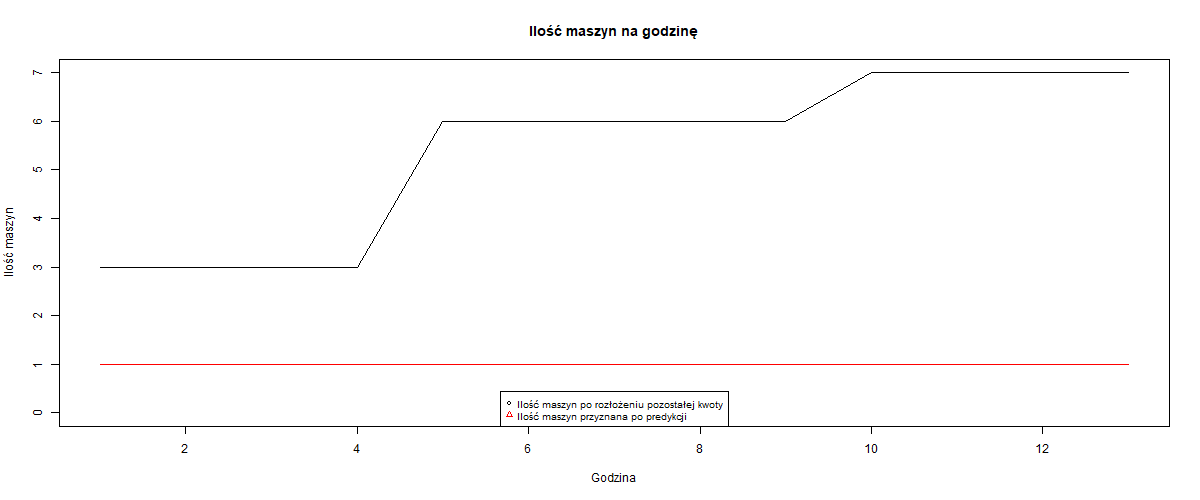 Ilość maszyn na godzinę
Ilość maszyn
7
6
5
4
3
2
1
0
Ilość maszyn po rozłożeniu pozostałej kwoty
Ilość maszyn przyznana po predykcji
2 4 6 8 10 12
Godzina